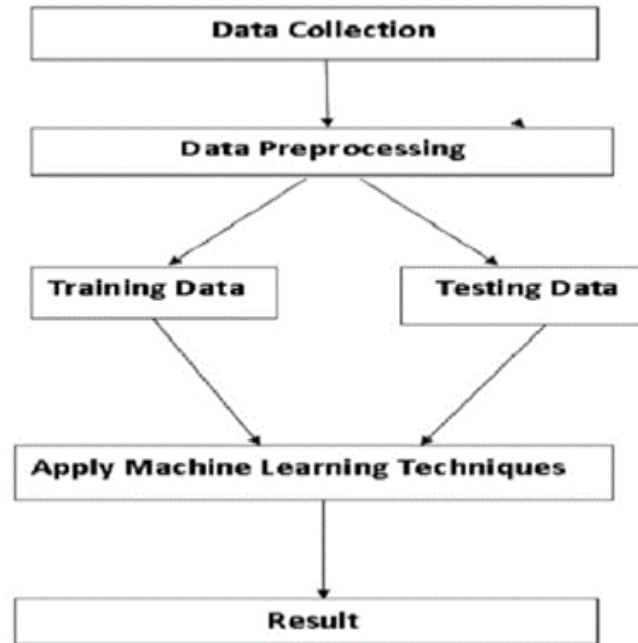 Data Collection
Data Preprocessing
Training Data
Testing Data
Apply Machine Learning Techniques
Result